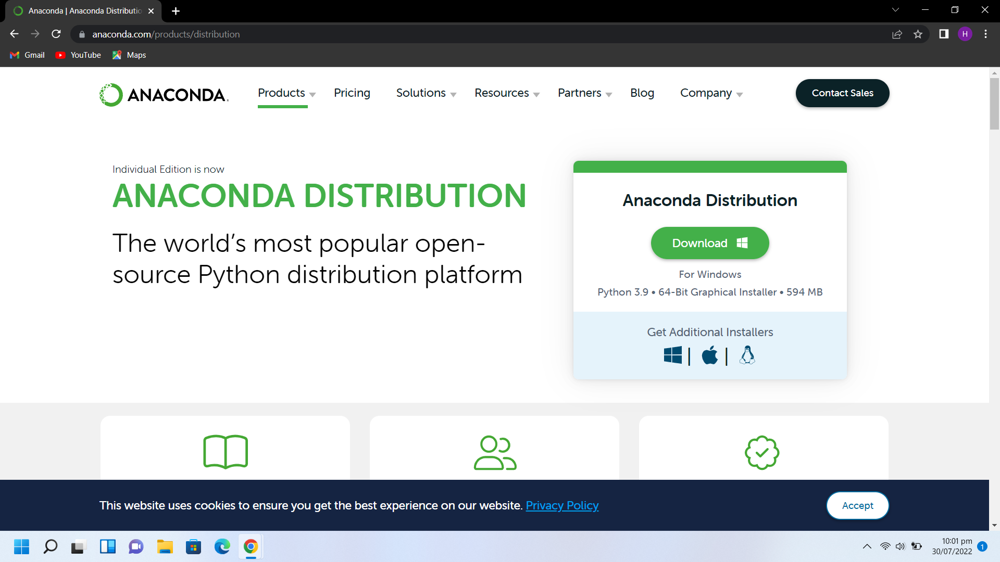 Anaconda | Anaconda Distributio
anaconda.com/products/distribution
H
Gmail
YouTube
Maps
ANACONDA.
Products
Pricing
Solutions
Resources
Partners
Blog
Company
Contact Sales
Individual Edition is now
ANACONDA DISTRIBUTION
The world’s most popular open-
source Python distribution platform
Anaconda Distribution
Download
For Windows
Python 3.9 • 64-Bit Graphical Installer • 594 MB
Get Additional Installers
This website uses cookies to ensure you get the best experience on our website. Privacy Policy
Accept
10:01 pm
30/07/2022
1